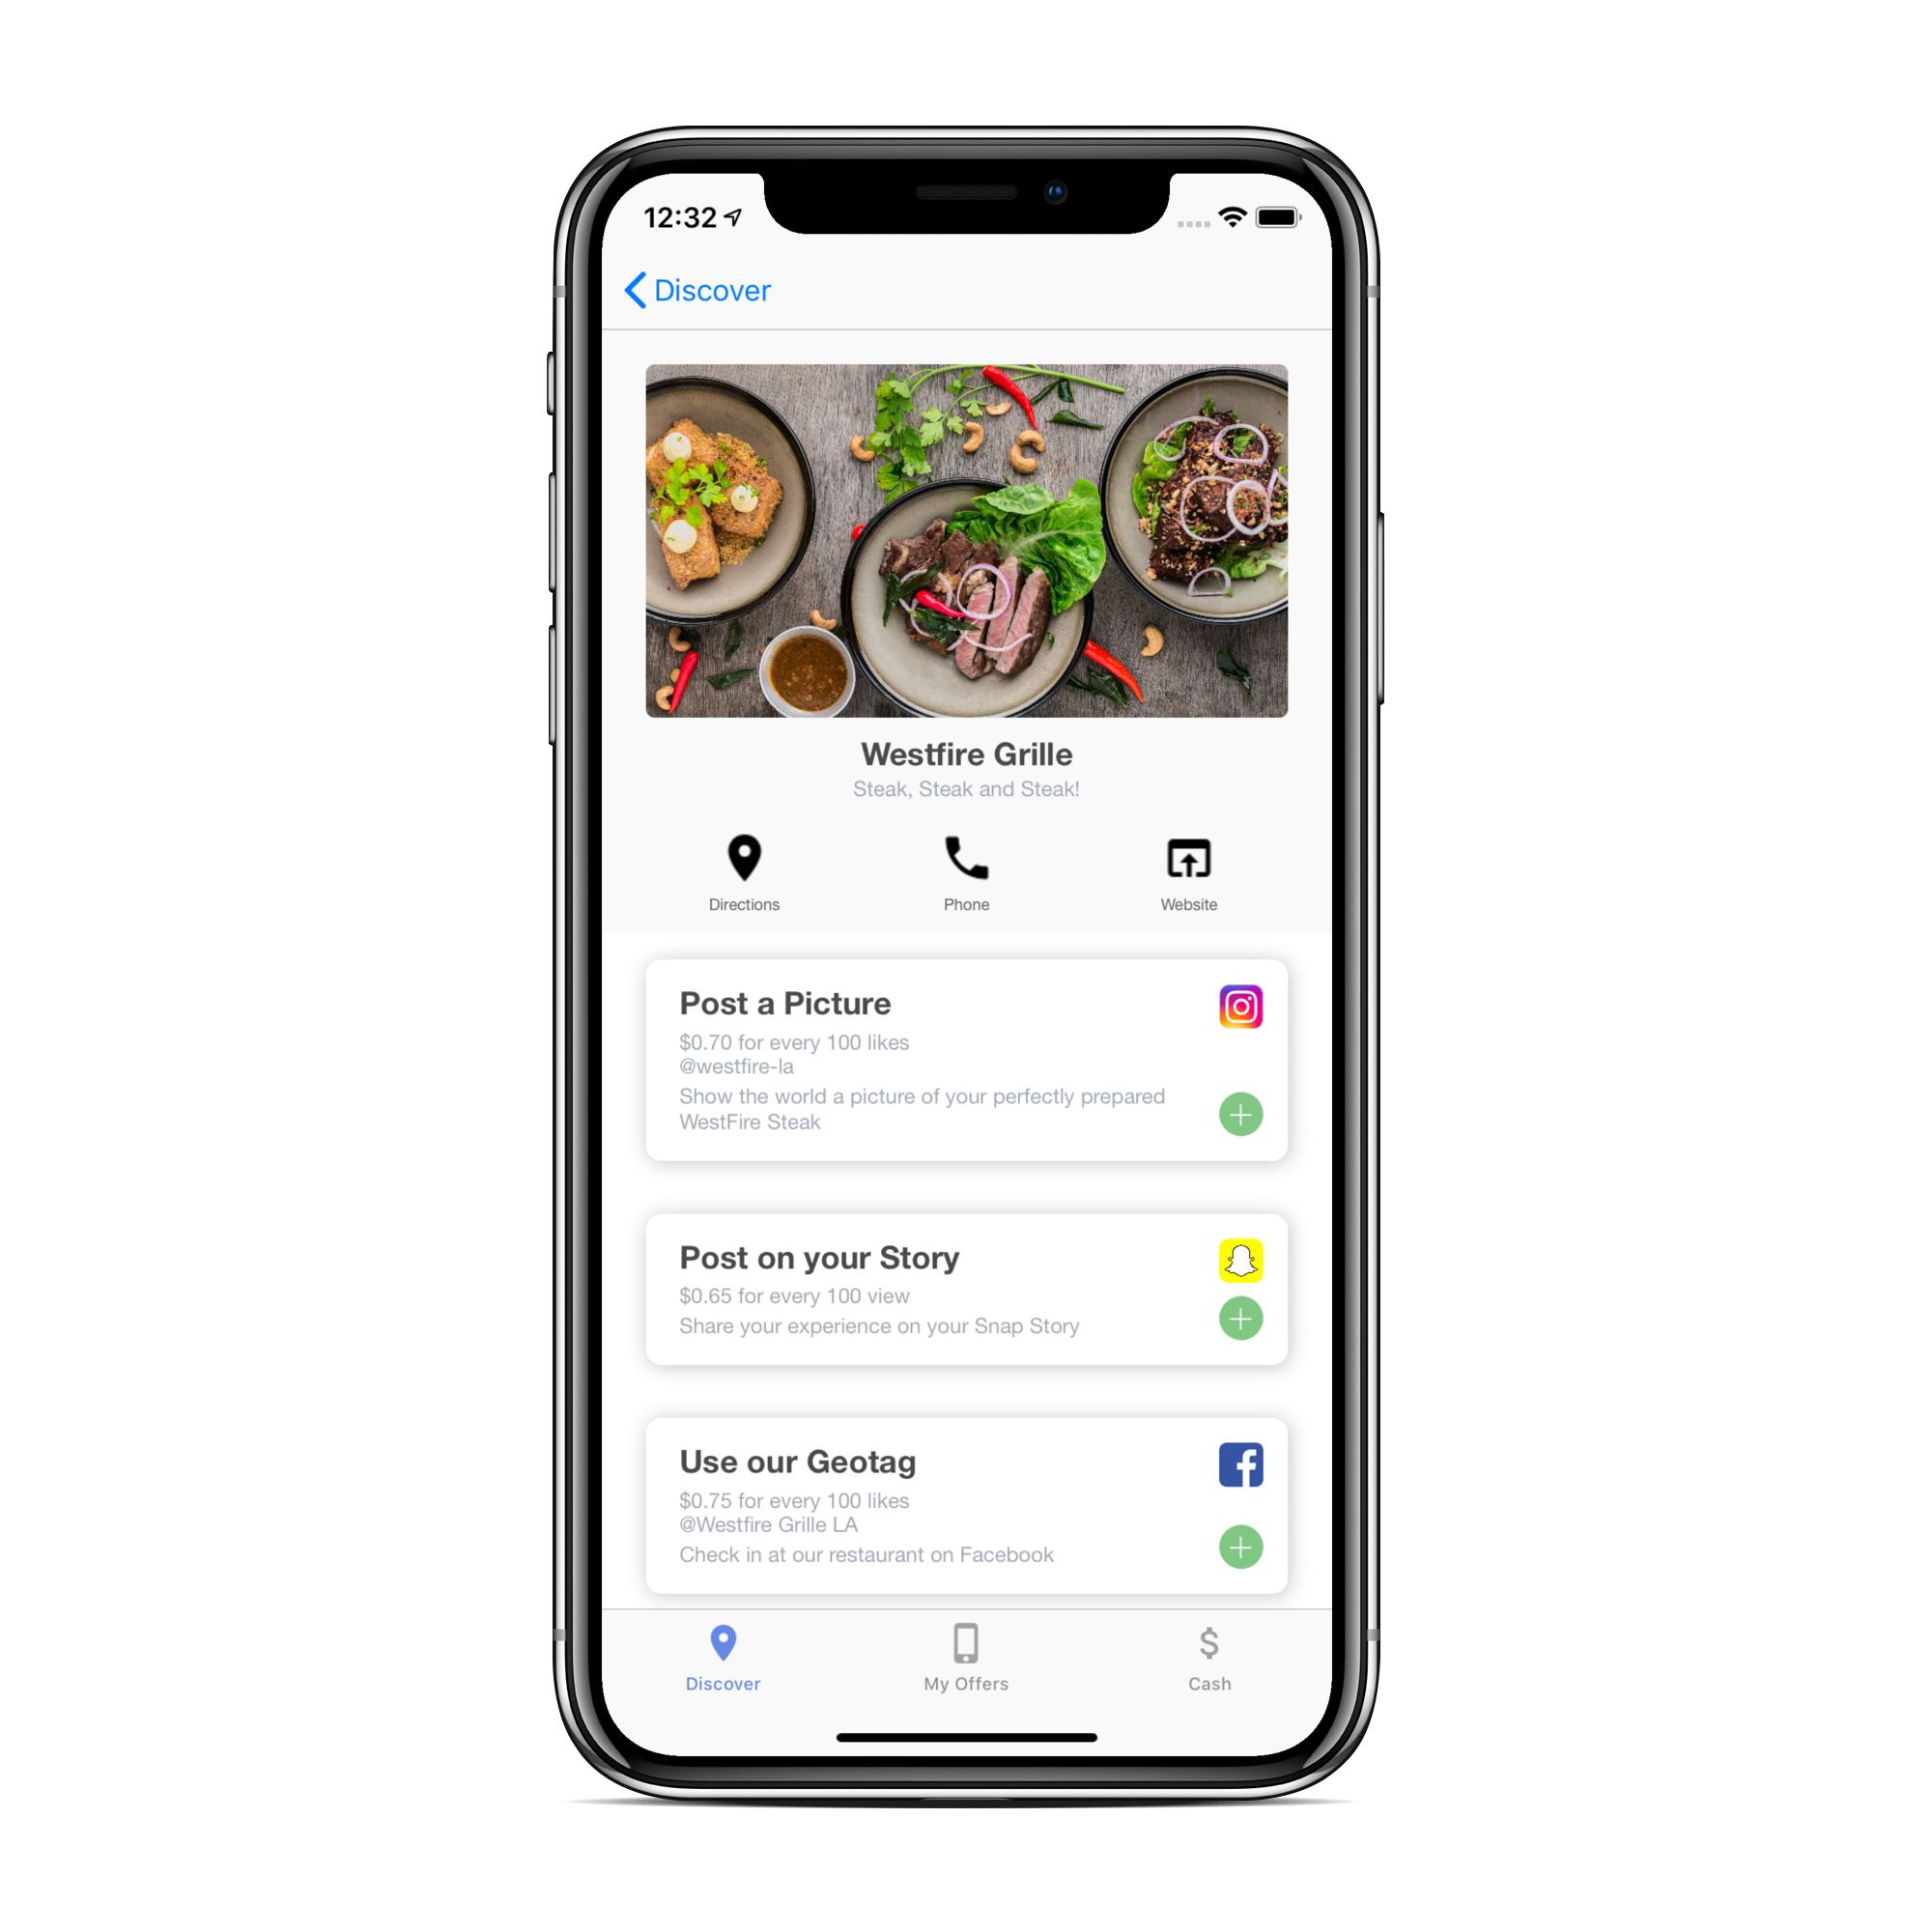 12:32
Discover
Westfire Grille
Steak, Steak and Steak!
Directions
Phone
Website
Post a Picture
$0.70 for every 100 likes
@westfire-la
Show the world a picture of your perfectly prepared
WestFire Steak
Post on your Story
$0.65 for every 100 view
Share your experience on your Snap Story
Use our Geotag
$0.75 for every 100 likes
@Westfire Grille LA
Check in at our restaurant on Facebook
Discover
My Offers
Cash